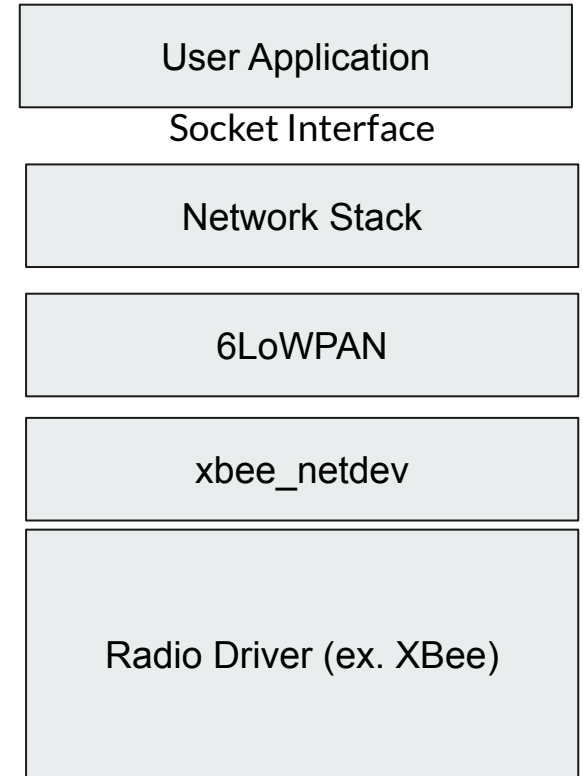 User Application
Socket Interface
Network Stack
6LoWPAN
xbee_netdev
Radio Driver (ex. XBee)